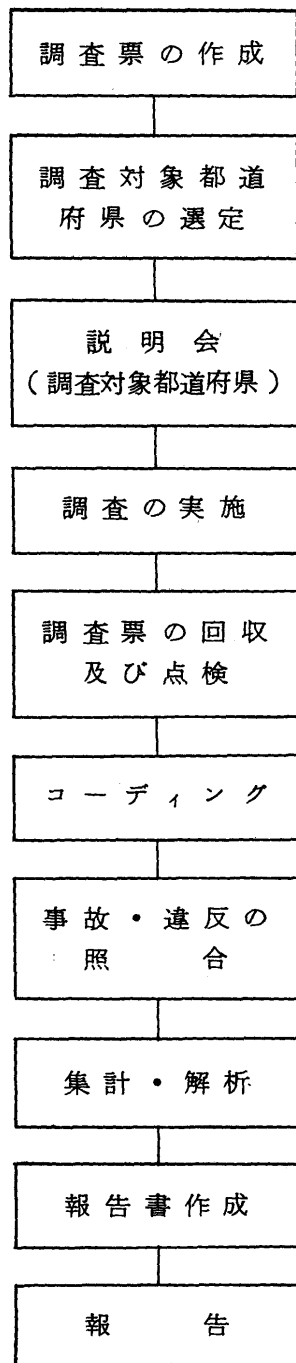 調査票の作成
調査対象都道
府県の選定
説明会
(調査対象都道府県)
調査の実施
調査票の回収
及び点検
コーディング
事故・違反の
照合
集計・解析
報告書作成
報告